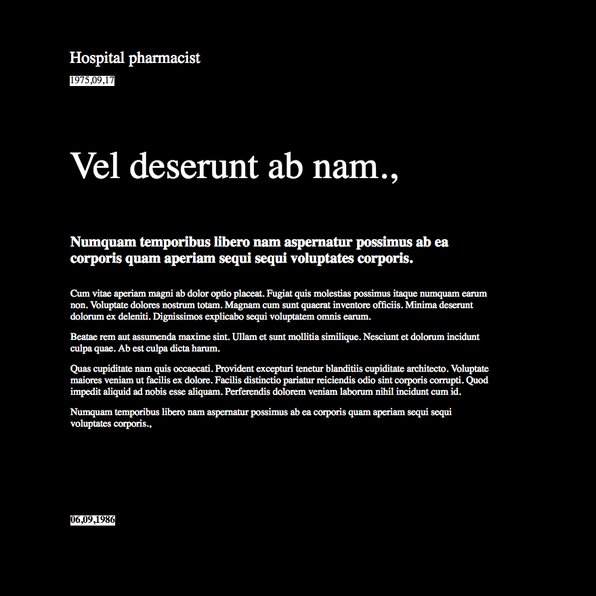 Hospital pharmacist
1975,09,17
Vel deserunt ab nam.,
Numquam temporibus libero nam aspernatur possimus ab ea
corporis quam aperiam sequi sequi voluptates corporis.
Cum vitae aperiam magni ab dolor optio placeat. Fugiat quis molestias possimus itaque numquam earum
non. Voluptate dolores nostrum totam. Magnam cum sunt quaerat inventore officiis. Minima deserunt
dolorum ex deleniti. Dignissimos explicabo sequi voluptatem omnis earum.
Beatae rem aut assumenda maxime sint. Ullam et sunt mollitia similique. Nesciunt et dolorum incidunt
culpa quae. Ab est culpa dicta harum.
Quas cupiditate nam quis occaecati. Provident excepturi tenetur blanditiis cupiditate architecto. Voluptate
maiores veniam ut facilis ex dolore. Facilis distinctio pariatur reiciendis odio sint corporis corrupti. Quod
impedit aliquid ad nobis esse aliquam. Perferendis dolorem veniam laborum nihil incidunt cum id.
Numquam temporibus libero nam aspernatur possimus ab ea corporis quam aperiam sequi sequi
voluptates corporis.,
06,09,1986